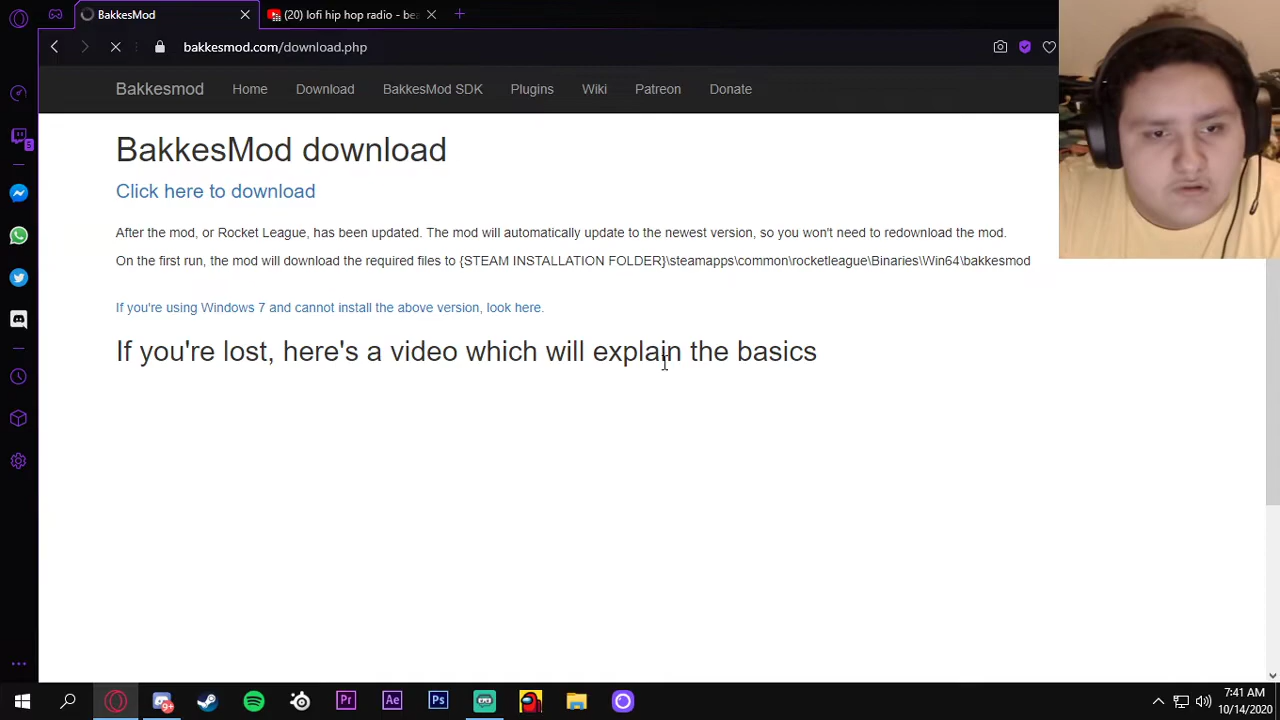 BakkesMod
(20) lofi hip hop radio - bea
bakkesmod.com/download.php
Bakkesmod Home Download BakkesMod SDK Plugins Wiki Patreon Donate
BakkesMod download
Click here to download
After the mod, or Rocket League, has been updated. The mod will automatically update to the newest version, so you won't need to redownload the mod.
On the first run, the mod will download the required files to {STEAM INSTALLATION FOLDER}\steamapps\common\rocketleague\Binaries\Win64\bakkesmod
If you're using Windows 7 and cannot install the above version, look here.
If you're lost, here's a video which will explain the basics
Pr Ae Ps
7:41 AM
10/14/2020